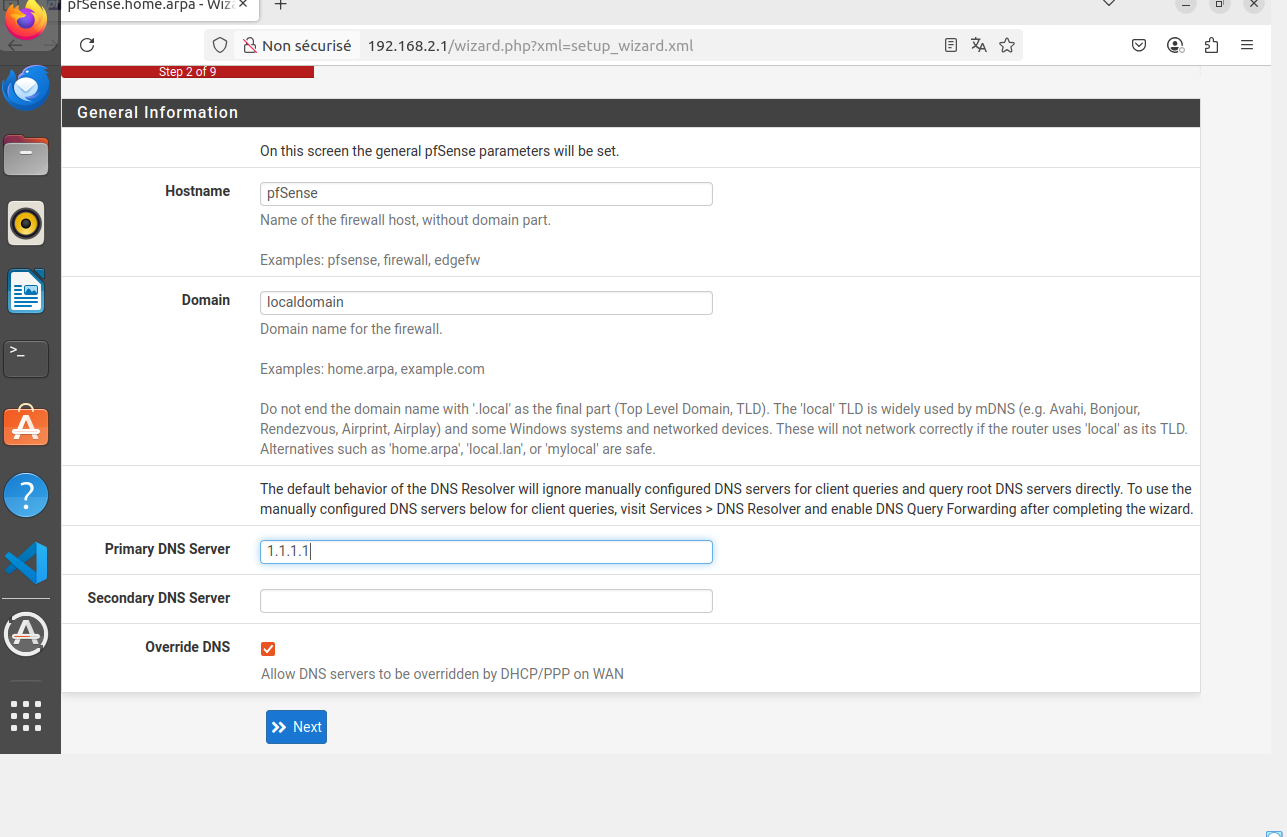 pfSense.home.arpa - Wiz
Non sécurisé
192.168.2.1/wizard.php?xml=setup_wizard.xml
Step 2 of 9
General Information
On this screen the general pfSense parameters will be set.
Hostname
pfSense
Name of the firewall host, without domain part.
Examples: pfsense, firewall, edgefw
Domain
localdomain
Domain name for the firewall.
Examples: home.arpa, example.com
Do not end the domain name with '.local' as the final part (Top Level Domain, TLD). The 'local' TLD is widely used by mDNS (e.g. Avahi, Bonjour,
Rendezvous, Airprint, Airplay) and some Windows systems and networked devices. These will not network correctly if the router uses 'local' as its TLD.
Alternatives such as 'home.arpa', 'local.lan', or 'mylocal' are safe.
The default behavior of the DNS Resolver will ignore manually configured DNS servers for client queries and query root DNS servers directly. To use the
manually configured DNS servers below for client queries, visit Services > DNS Resolver and enable DNS Query Forwarding after completing the wizard.
Primary DNS Server
1.1.1.1
Secondary DNS Server
Override DNS
Allow DNS servers to be overridden by DHCP/PPP on WAN
Next